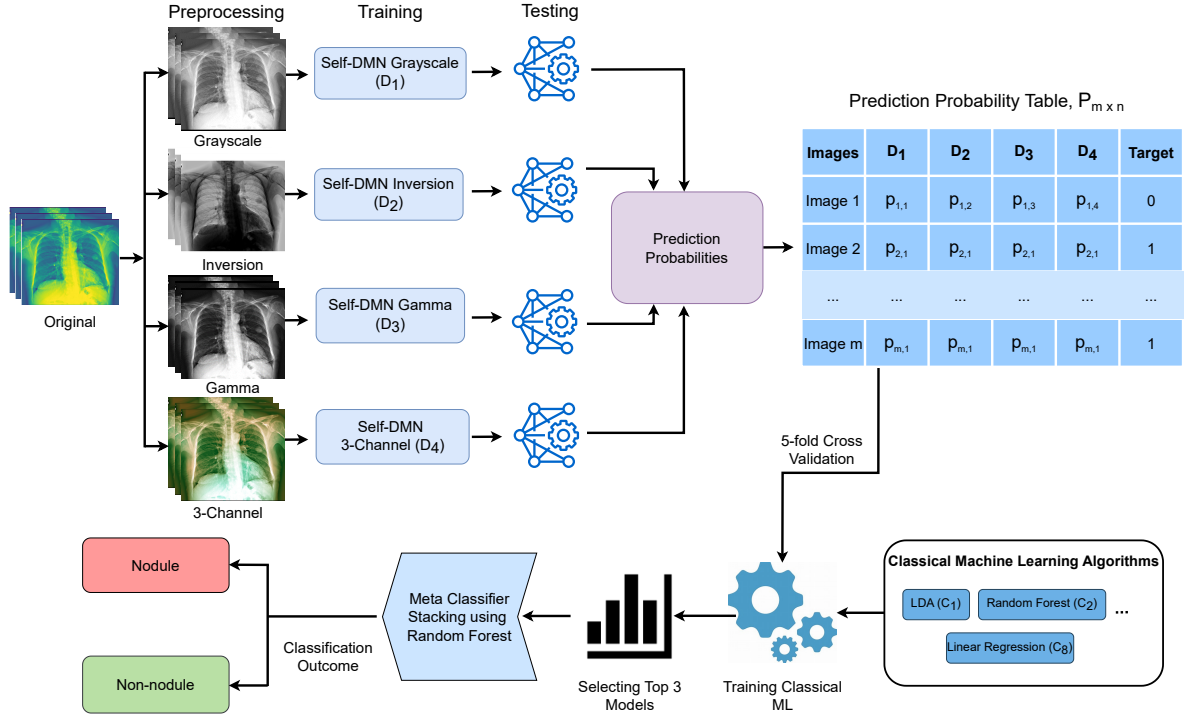 Preprocessing
Training
Testing
Original
Grayscale
Inversion
Gamma
3-Channel
Self-DMN Grayscale
(D1)
Self-DMN Inversion
(D2)
Self-DMN Gamma
(D3)
Self-DMN
3-Channel (D4)
Prediction
Probabilities
Prediction Probability Table, Pm x n
Images D1 D2 D3 D4 Target
Image 1 p1,1 p1,2 p1,3 p1,4 0
Image 2 p2,1 p2,1 p2,1 p2,1 1
... ... ... ... ... ...
Image m pm,1 pm,1 pm,1 pm,1 1
5-fold Cross
Validation
Classical Machine Learning Algorithms
LDA (C1)
Random Forest (C2)
...
Linear Regression (C8)
Training Classical
ML
Selecting Top 3
Models
Meta Classifier
Stacking using
Random Forest
Classification
Outcome
Nodule
Non-nodule